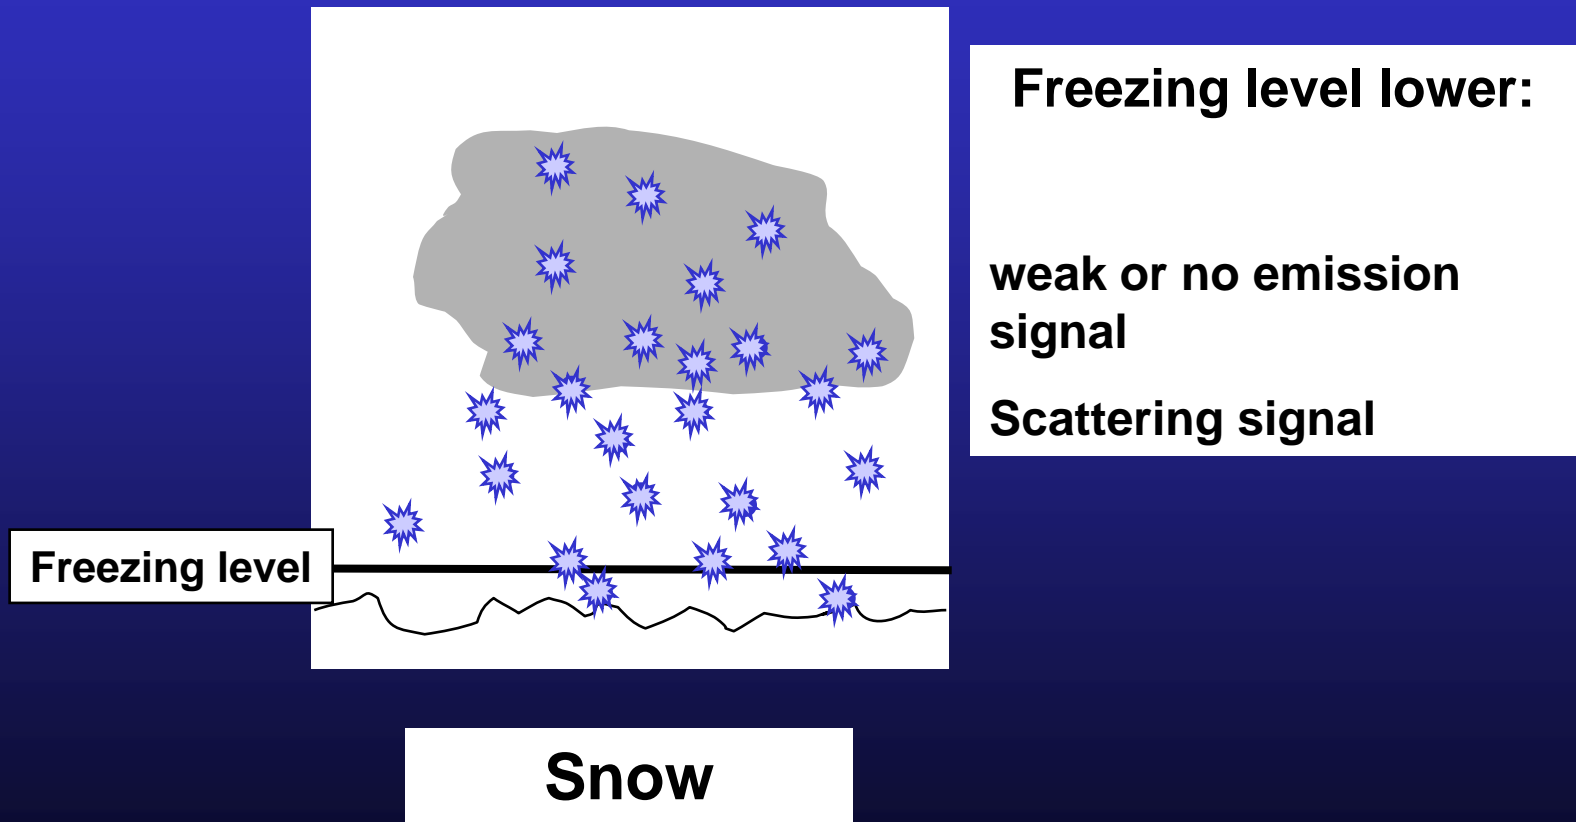 Freezing level lower:
weak or no emission
signal
Scattering signal
Freezing level
Snow